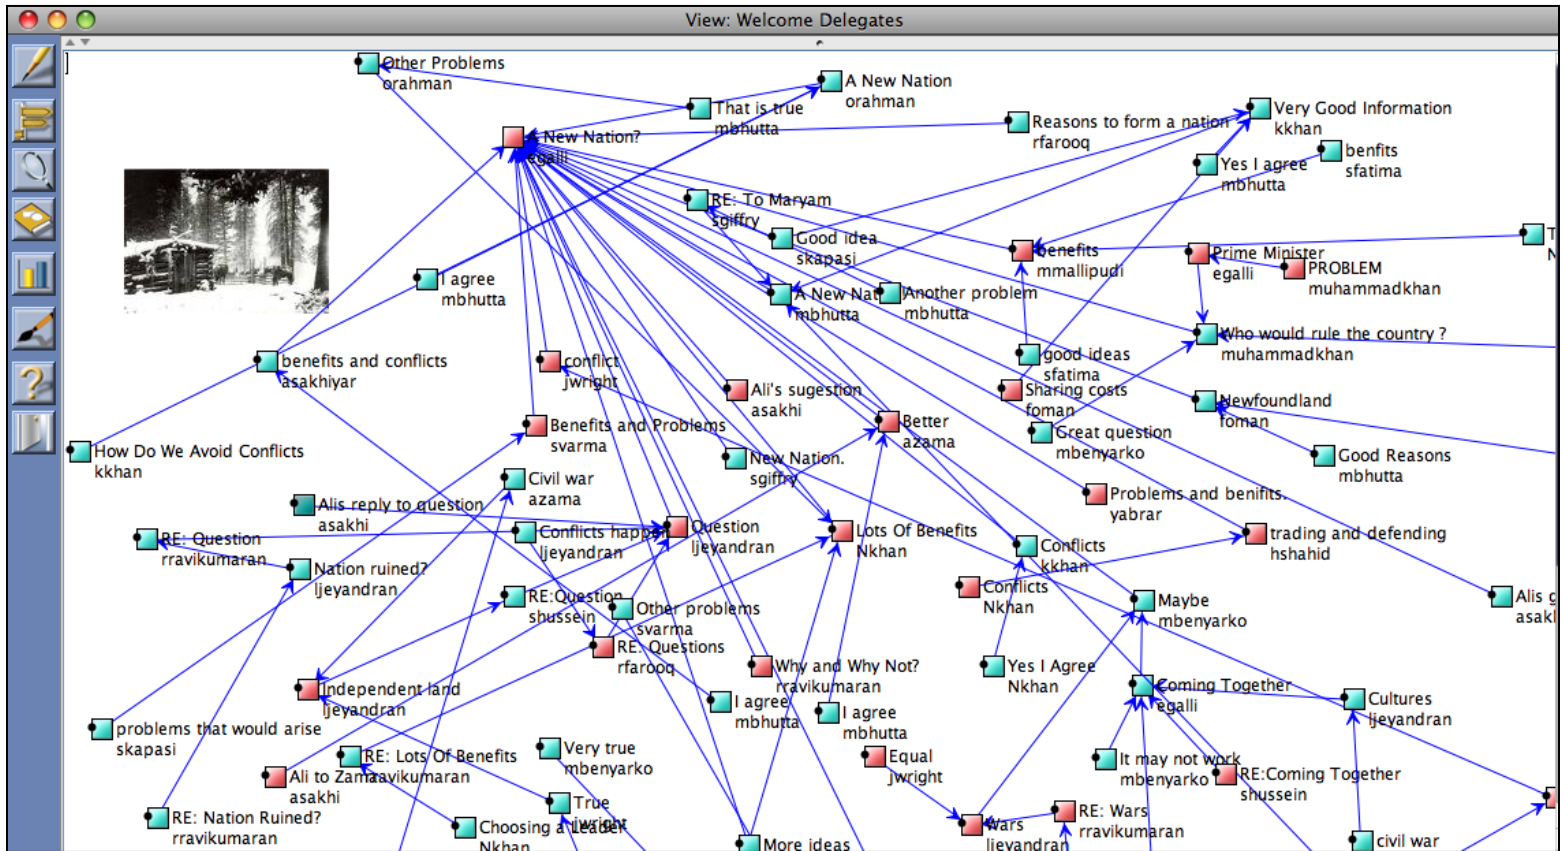 View: Welcome Delegates
Other Problems
orahman
A New Nation
orahman
That is true
mbhutta
Very Good Information
kkhan
Reasons to form a nation
rfarooq
A New Nation?
egalli
Yes I agree
mbhutta
benfits
sfatima
RE: To Maryam
sgiffry
Good idea
skapasi
benefits
mmallipudi
Prime Minister
egalli
PROBLEM
muhammadkhan
I agree
mbhutta
A New Nat
mbhutta
Another problem
mbhutta
Who would rule the country ?
muhammadkhan
benefits and conflicts
asakhiyar
conflict
jwright
good ideas
sfatima
Ali's sugestion
asakhi
Sharing costs
foman
Newfoundland
foman
Benefits and Problems
svarma
Better
azama
Great question
mbenyarko
How Do We Avoid Conflicts
kkhan
New Nation.
sgiffry
Good Reasons
mbhutta
Civil war
azama
Problems and benifits.
yabrar
Alis reply to question
asakhi
RE: Question
rravikumaran
Conflicts happen
ljeyandran
Question
ljeyandran
Lots Of Benefits
Nkhan
trading and defending
hshahid
Conflicts
kkhan
Nation ruined?
ljeyandran
Conflicts
Nkhan
RE:Question
shussein
Other problems
svarma
Maybe
mbenyarko
Alis g
asak
RE: Questions
rfarooq
Why and Why Not?
rravikumaran
Yes I Agree
Nkhan
Independent land
ljeyandran
Coming Together
egalli
I agree
mbhutta
I agree
mbhutta
Cultures
ljeyandran
problems that would arise
skapasi
RE: Lots Of Benefits
rravikumaran
Very true
mbenyarko
Equal
jwright
It may not work
mbenyarko
RE:Coming Together
shussein
Ali to Zama
asakhi
True
jwright
RE: Nation Ruined?
rravikumaran
Choosing a Leader
Nkhan
Wars
ljeyandran
RE: Wars
rravikumaran
More ideas
civil war